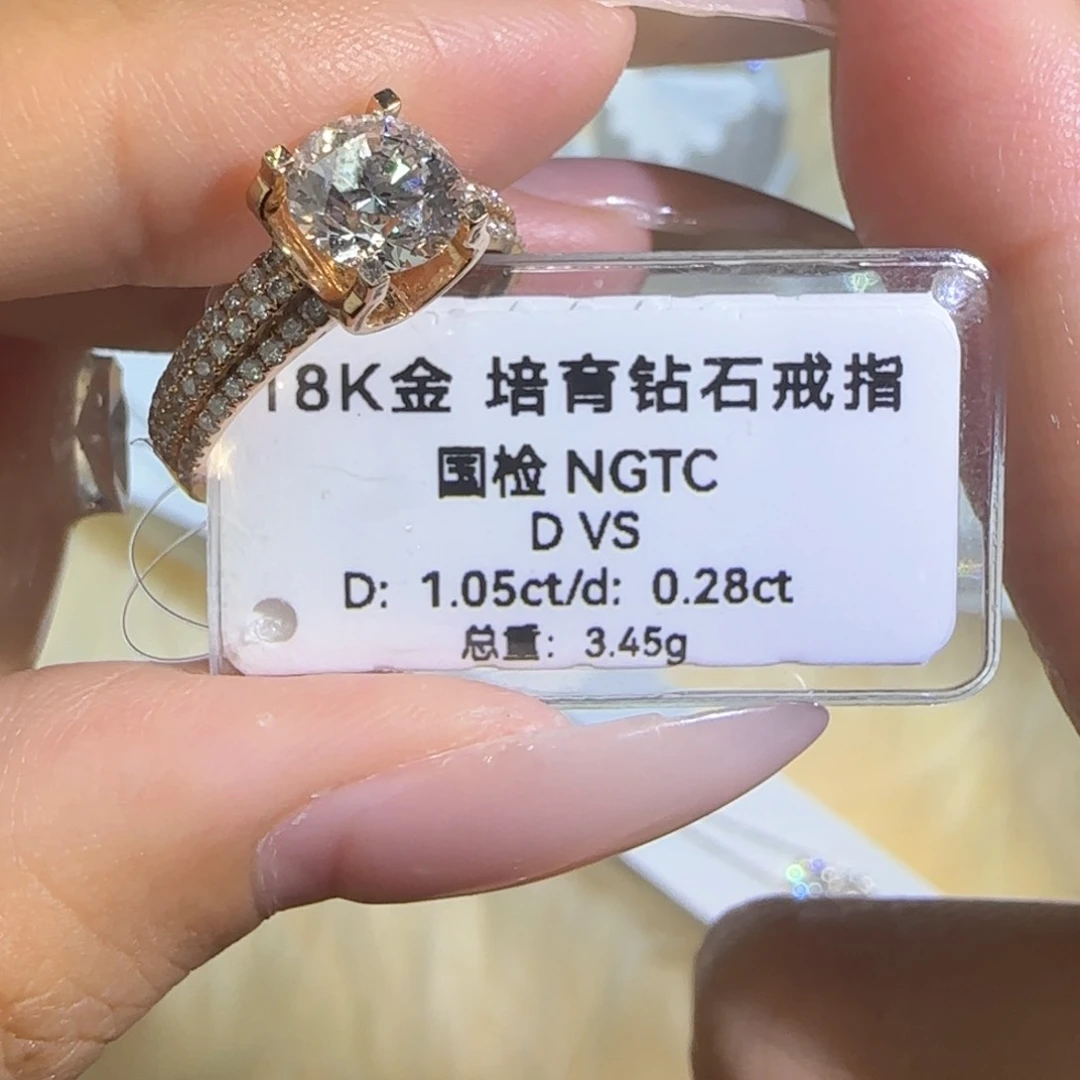 18K金 培育钻石戒指
国检 NGTC
D VS
D: 1.05ct/d: 0.28ct
总重: 3.45g